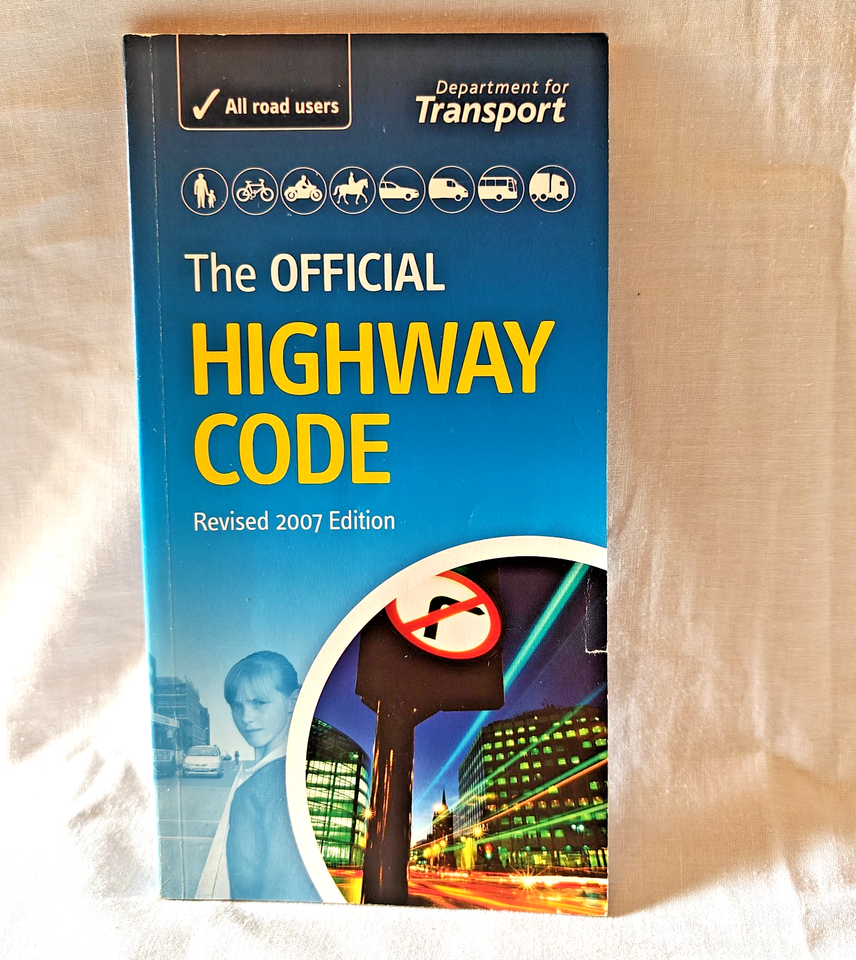 ✓ All road users
Department for
Transport
The OFFICIAL
HIGHWAY
CODE
Revised 2007 Edition